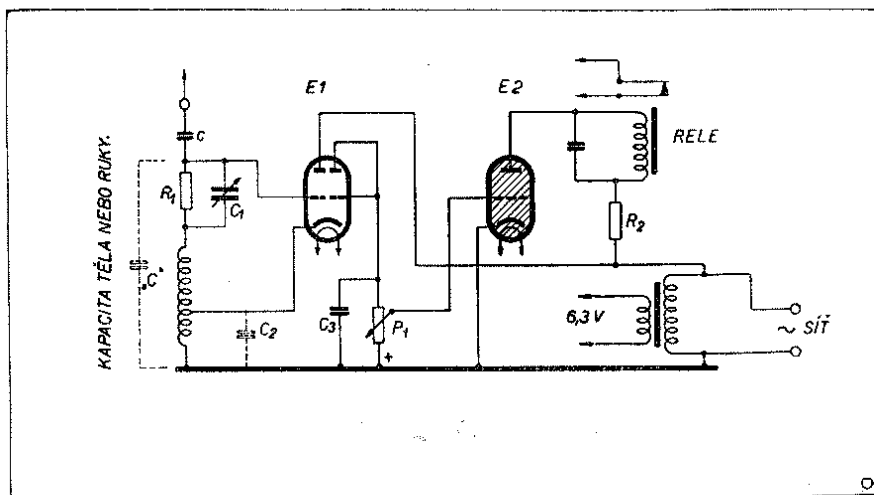 E1
E2
c
RELE
KAPACITA TĚLA NEBO RUKY.
R1
C1
R2
"C"
C2
C3
P1
+
6,3 V
~ SÍŤ